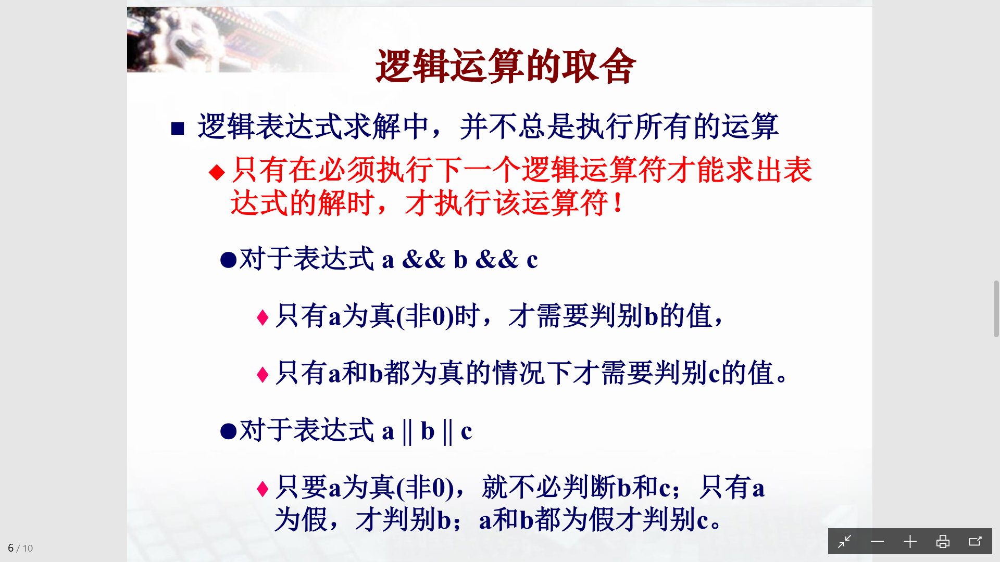 逻辑运算的取舍
■ 逻辑表达式求解中，并不总是执行所有的运算
◆ 只有在必须执行下一个逻辑运算符才能求出表
达式的解时，才执行该运算符！
●对于表达式 a && b && c
♦ 只有a为真(非0)时，才需要判别b的值，
♦ 只有a和b都为真的情况下才需要判别c的值。
●对于表达式 a || b || c
♦ 只要a为真(非0)，就不必判断b和c；只有a
为假，才判别b；a和b都为假才判别c。
6 / 10